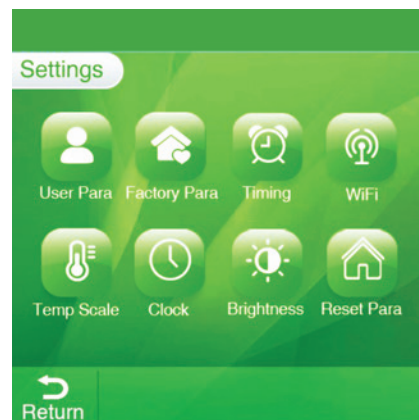 Settings
User Para Factory Para Timing WiFi
Temp Scale Clock Brightness Reset Para
Return